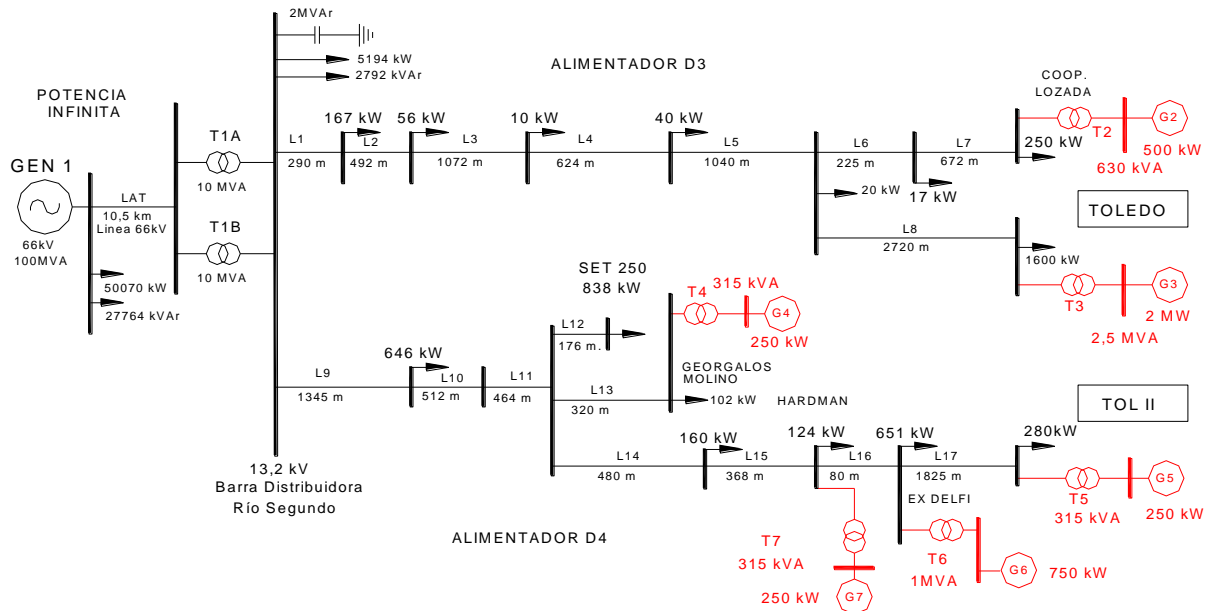 2MVAr
5194 kW
2792 kVAr
ALIMENTADOR D3
POTENCIA
INFINITA
GEN 1
66kV
100MVA
LAT
10,5 km
Linea 66kV
50070 kW
27764 kVAr
T1A
10 MVA
T1B
10 MVA
L1
290 m
167 kW
L2
492 m
56 kW
L3
1072 m
10 kW
L4
624 m
40 kW
L5
1040 m
L6
225 m
20 kW
L7
672 m
17 kW
COOP.
LOZADA
250 kW
T2
630 kVA
G2
500 kW
TOLEDO
L8
2720 m
1600 kW
T3
2,5 MVA
G3
2 MW
SET 250
838 kW
L12
176 m.
T4
315 kVA
G4
250 kW
GEORGALOS
MOLINO
102 kW
L9
1345 m
646 kW
L10
512 m
L11
464 m
L13
320 m
HARDMAN
TOL II
L14
480 m
160 kW
L15
368 m
124 kW
L16
80 m
651 kW
L17
1825 m
280kW
EX DELFI
T5
315 kVA
G5
250 kW
T6
1MVA
G6
750 kW
T7
315 kVA
250 kW
G7
13,2 kV
Barra Distribuidora
Río Segundo
ALIMENTADOR D4